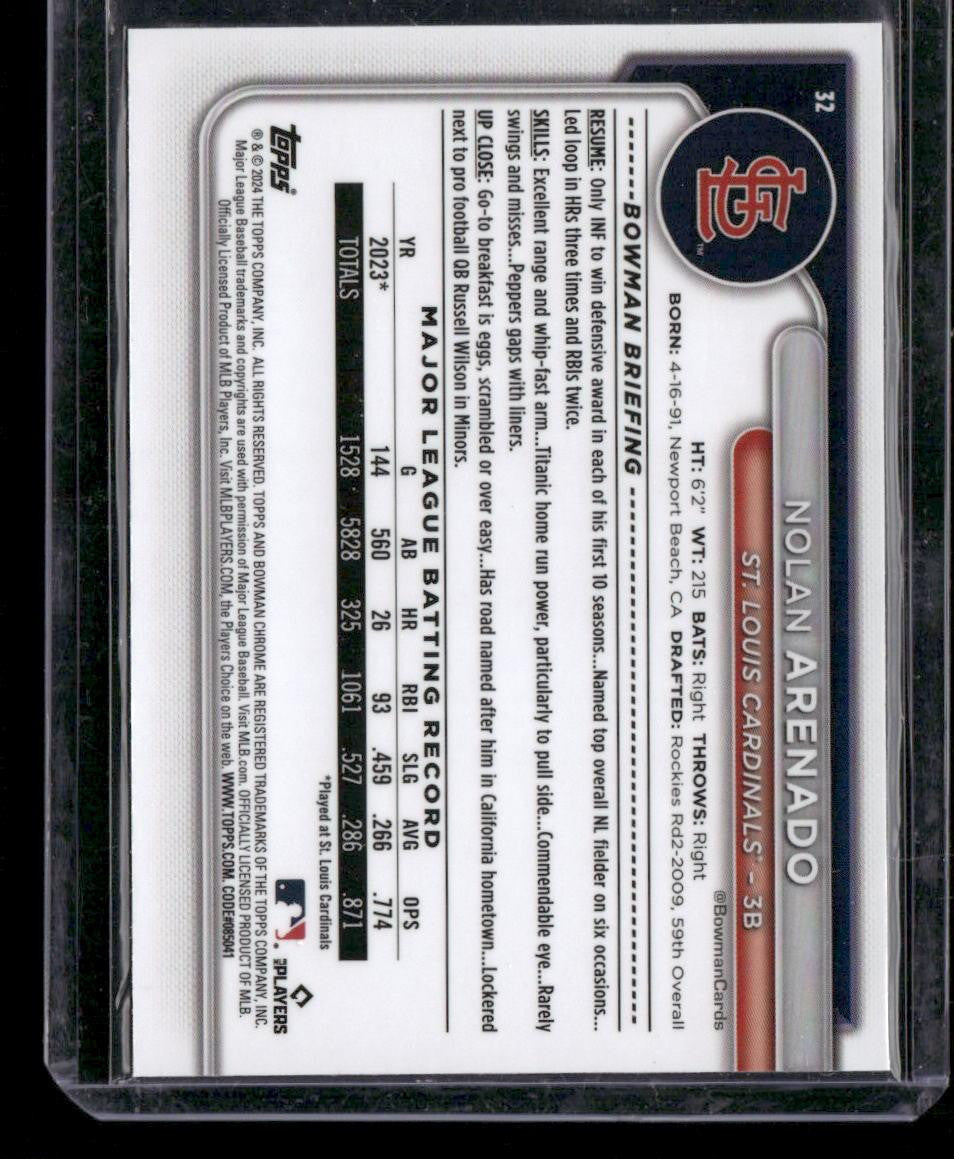 32
STL
TM
NOLAN ARENADO
ST. LOUIS CARDINALS® – 3B
@BowmanCards
HT: 6'2" WT: 215 BATS: Right THROWS: Right
BORN: 4-16-91, Newport Beach, CA DRAFTED: Rockies Rd2-2009, 59th Overall
BOWMAN BRIEFING
RESUME: Only INF to win defensive award in each of his first 10 seasons...Named top overall NL fielder on six occasions...
Led loop in HRs three times and RBIs twice.
SKILLS: Excellent range and whip-fast arm...Titanic home run power, particularly to pull side...Commendable eye...Rarely
swings and misses...Peppers gaps with liners.
UP CLOSE: Go-to breakfast is eggs, scrambled or over easy...Has road named after him in California hometown...Lockered
next to pro football QB Russell Wilson in Minors.
MAJOR LEAGUE BATTING RECORD
YR G AB HR RBI SLG AVG OPS
2023* 144 560 26 93 .459 .266 .774
TOTALS 1528 5828 325 1061 .527 .286 .871
*Played at St. Louis Cardinals
topps
MLB PLAYERS
® & © 2024 THE TOPPS COMPANY, INC. ALL RIGHTS RESERVED. TOPPS AND BOWMAN CHROME ARE REGISTERED TRADEMARKS OF THE TOPPS COMPANY, INC.
Major League Baseball trademarks and copyrights are used with permission of Major League Baseball. Visit MLB.com. OFFICIALLY LICENSED PRODUCT OF MLB.
Officially Licensed Product of MLB Players, Inc. Visit MLBPLAYERS.COM, the Players Choice on the web. WWW.TOPPS.COM. CODE#085041